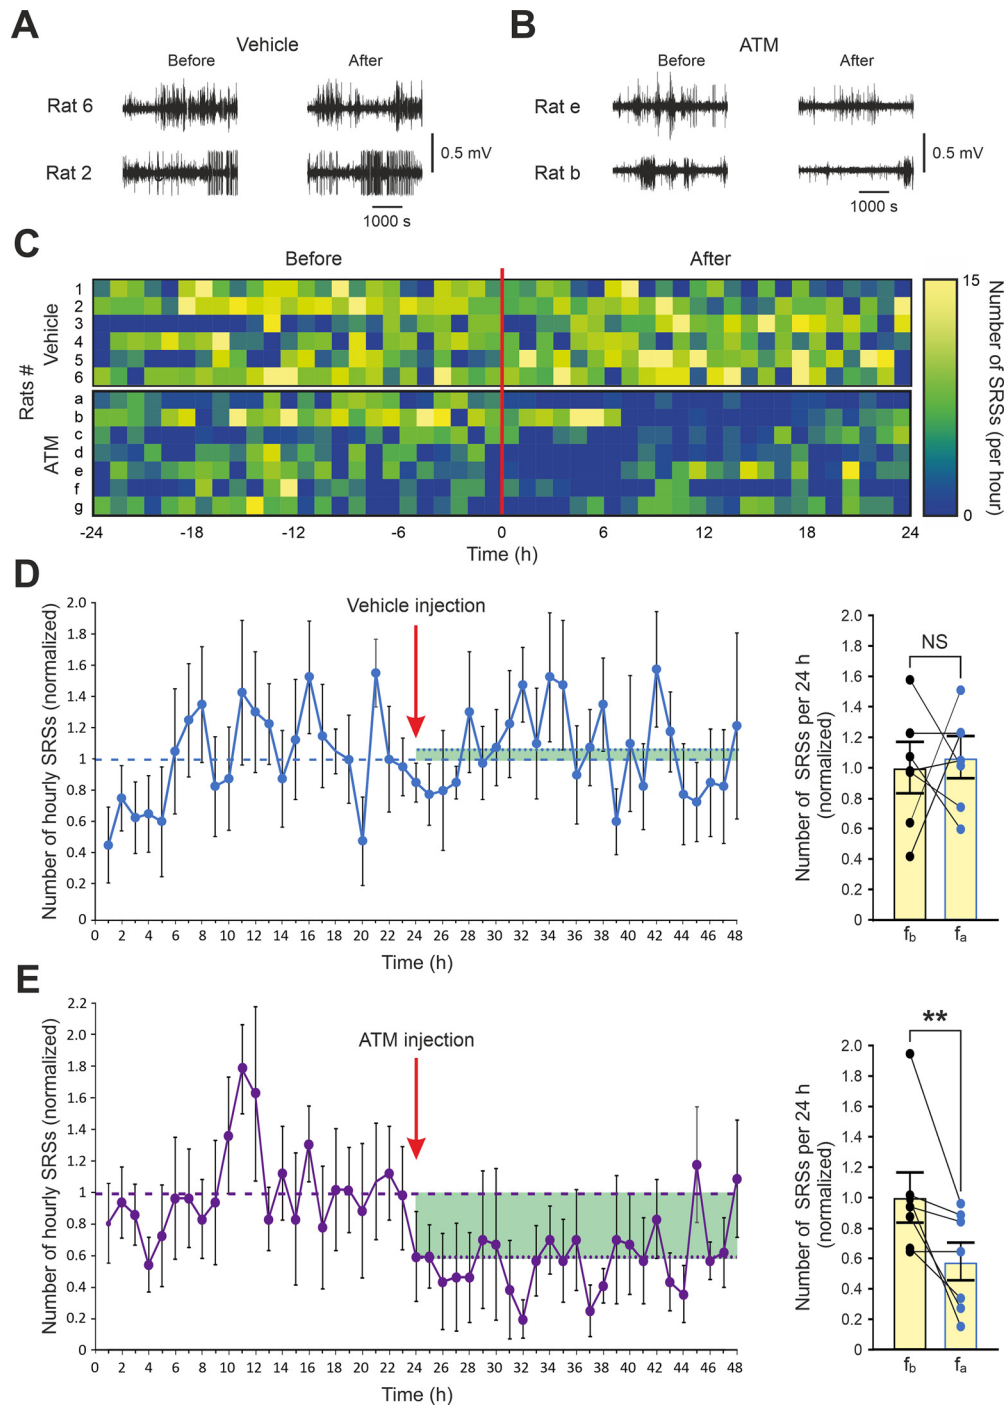 A
Vehicle
Before After
Rat 6
Rat 2
0.5 mV
1000 s
B
ATM
Before After
Rat e
Rat b
0.5 mV
1000 s
C
Before After
Rats #
Vehicle
1
2
3
4
5
6
ATM
a
b
c
d
e
f
g
-24 -18 -12 -6 0 6 12 18 24
Time (h)
15
0
Number of SRSs (per hour)
D
Number of hourly SRSs (normalized)
2.0
1.8
1.6
1.4
1.2
1
0.8
0.6
0.4
0.2
0
Vehicle injection
0 2 4 6 8 10 12 14 16 18 20 22 24 26 28 30 32 34 36 38 40 42 44 46 48
Time (h)
Number of SRSs per 24 h
(normalized)
2.0
1.8
1.6
1.4
1.2
1.0
0.8
0.6
0.4
0.2
0
NS
fb fa
E
Number of hourly SRSs (normalized)
2.2
2.0
1.8
1.6
1.4
1.2
1
0.8
0.6
0.4
0.2
0
ATM injection
0 2 4 6 8 10 12 14 16 18 20 22 24 26 28 30 32 34 36 38 40 42 44 46 48
Time (h)
Number of SRSs per 24 h
(normalized)
2.0
1.8
1.6
1.4
1.2
1.0
0.8
0.6
0.4
0.2
0
**
fb fa